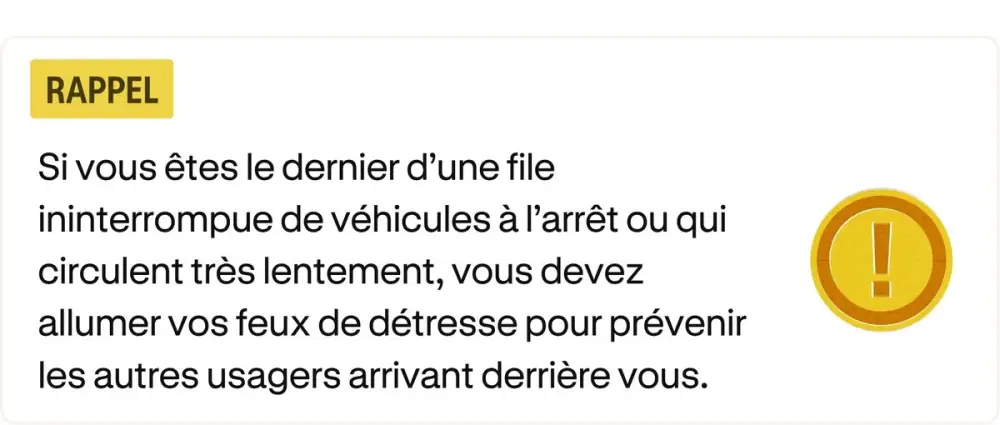 RAPPEL
Si vous êtes le dernier d’une file
ininterrompue de véhicules à l’arrêt ou qui
circulent très lentement, vous devez
allumer vos feux de détresse pour prévenir
les autres usagers arrivant derrière vous.
!